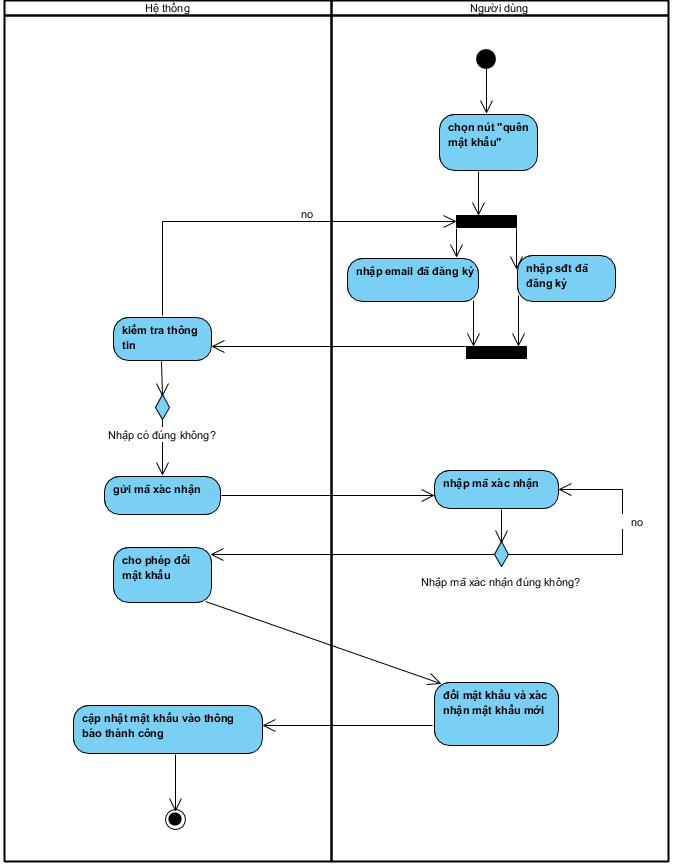 Hệ thống
Người dùng
chọn nút "quên
mật khẩu"
no
nhập email đã đăng ký
nhập sđt đã
đăng ký
kiểm tra thông
tin
Nhập có đúng không?
gửi mã xác nhận
nhập mã xác nhận
no
cho phép đổi
mật khẩu
Nhập mã xác nhận đúng không?
đổi mật khẩu và xác
nhận mật khẩu mới
cập nhật mật khẩu vào thông
báo thành công